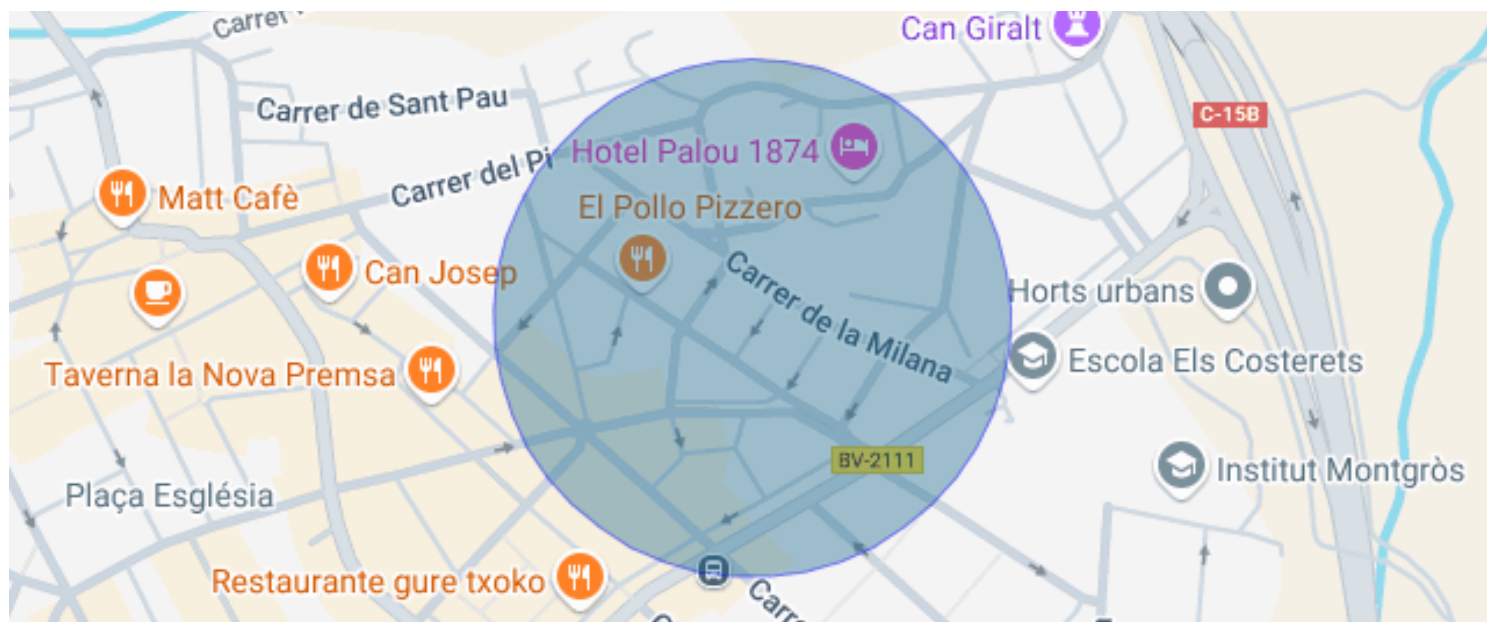 Carrer
Can Giralt
Carrer de Sant Pau
C-15B
Hotel Palou 1874
Carrer del Pi
Matt Cafè
El Pollo Pizzero
Can Josep
Carrer de la Milana
Horts urbans
Taverna la Nova Premsa
Escola Els Costerets
BV-2111
Plaça Església
Institut Montgròs
Restaurante gure txoko